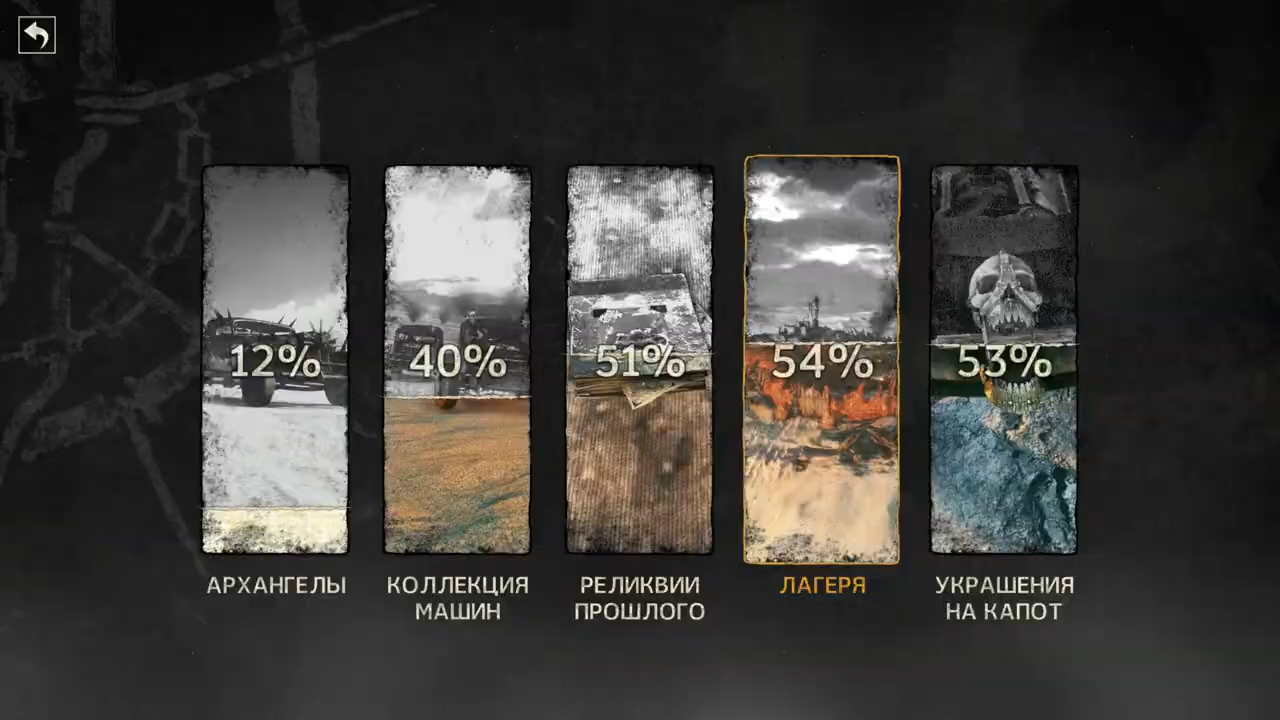 12%
40%
51%
54%
53%
АРХАНГЕЛЫ
КОЛЛЕКЦИЯ
МАШИН
РЕЛИКВИИ
ПРОШЛОГО
ЛАГЕРЯ
УКРАШЕНИЯ
НА КАПОТ